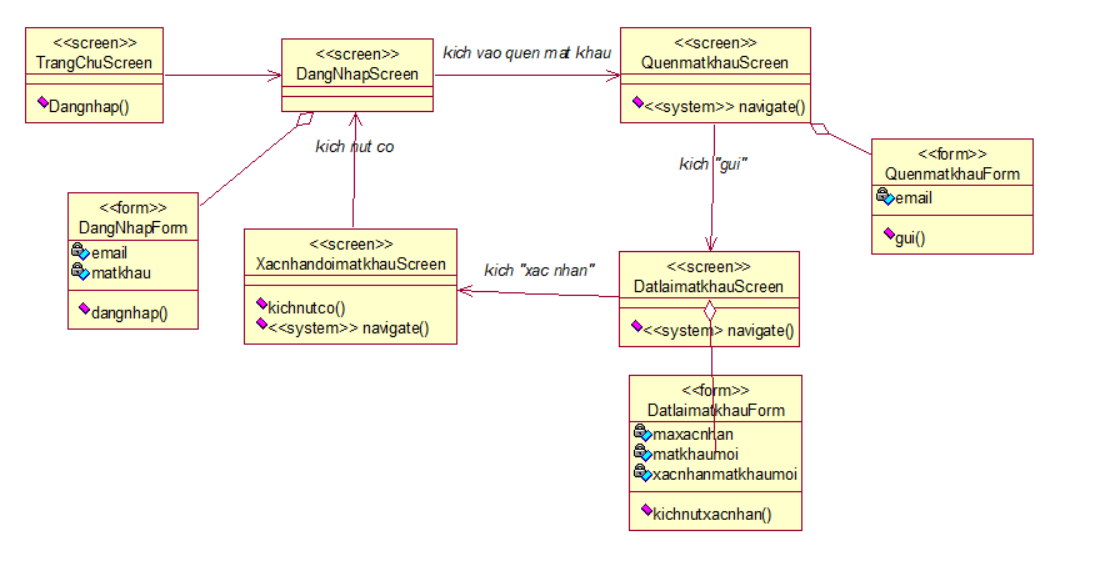 <<screen>>
TrangChuScreen
Dangnhap()
<<screen>>
DangNhapScreen
kich vao quen mat khau
<<screen>>
QuenmatkhauScreen
<<system>> navigate()
kich nut co
kich "gui"
<<form>>
QuenmatkhauForm
email
gui()
<<form>>
DangNhapForm
email
matkhau
dangnhap()
<<screen>>
XacnhandoimatkhauScreen
kichnutco()
<<system>> navigate()
kich "xac nhan"
<<screen>>
DatlaimatkhauScreen
<<system> navigate()
<<form>>
DatlaimatkhauForm
maxacnhan
matkhaumoi
xacnhanmatkhaumoi
kichnutxacnhan()